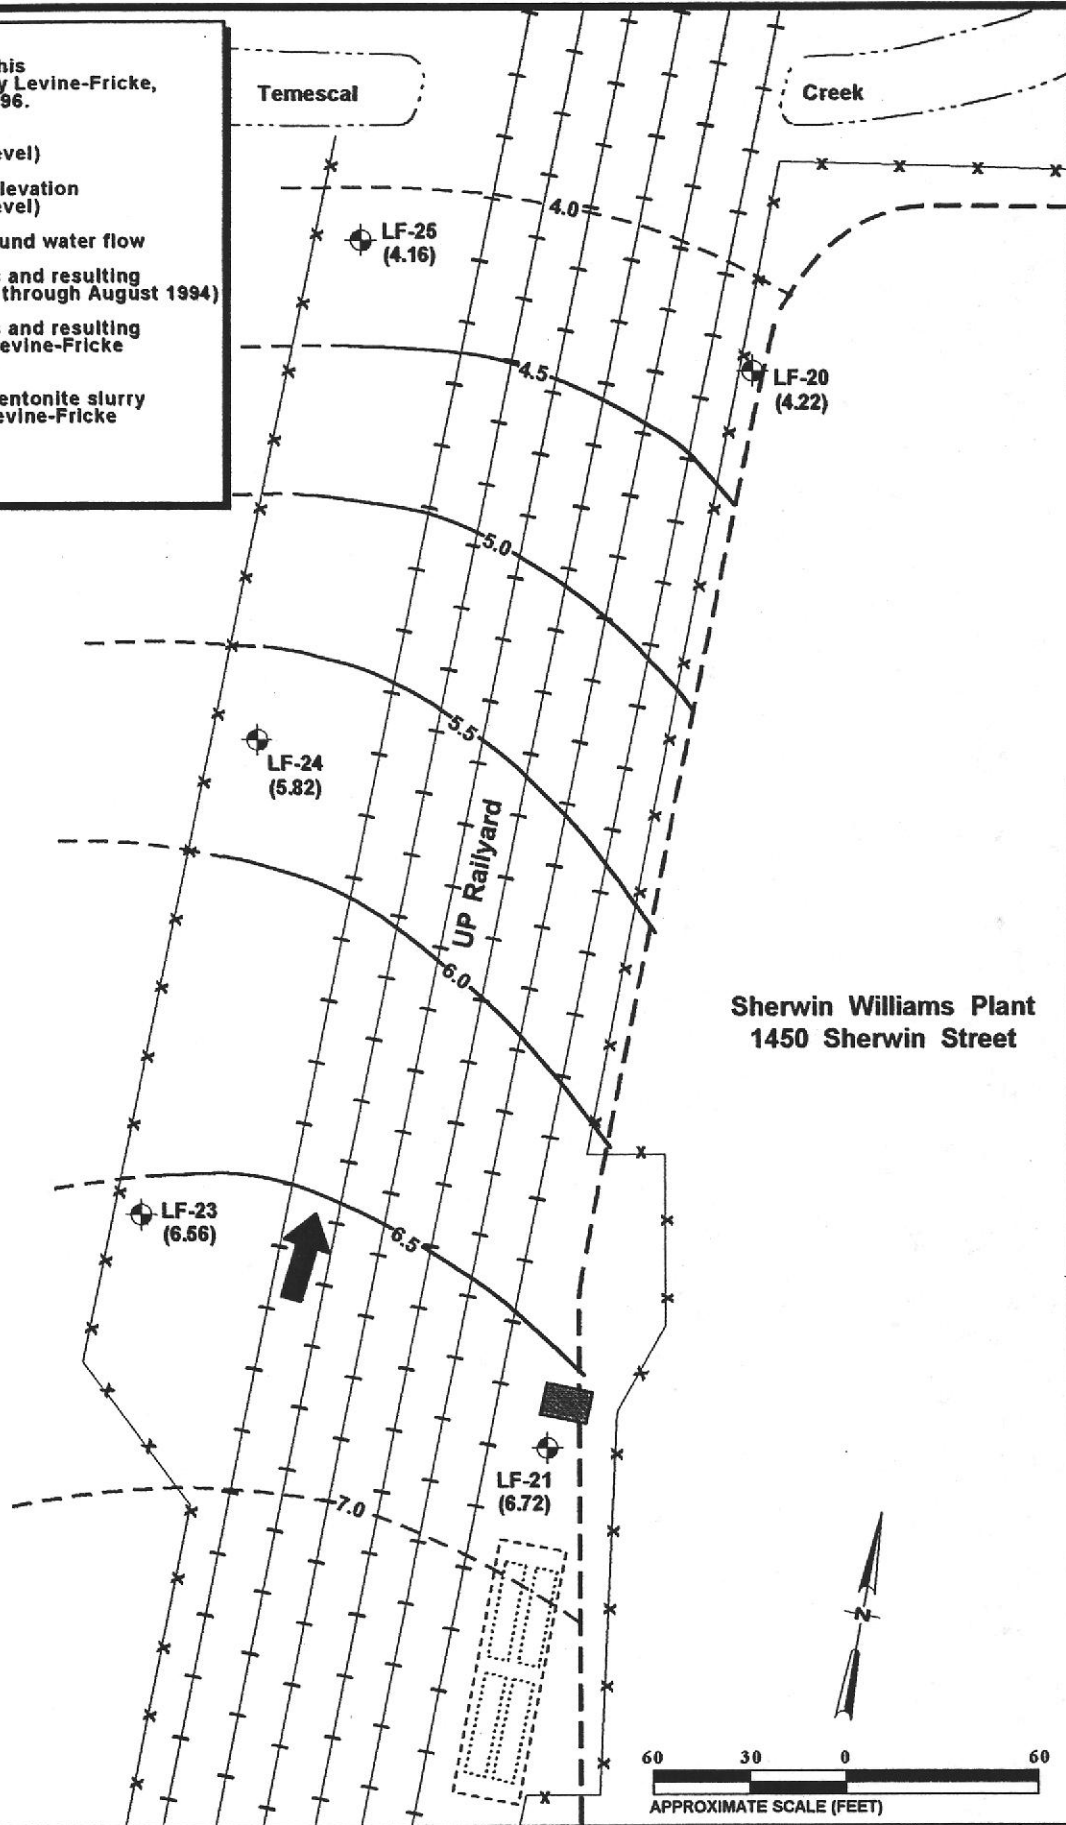 his
y Levine-Fricke,
96.
evel)
levation
evel)
und water flow
s and resulting
through August 1994)
s and resulting
evine-Fricke
entonite slurry
evine-Fricke
Temescal
Creek
4.0
LF-25
(4.16)
4.5
LF-20
(4.22)
5.0
5.5
LF-24
(5.82)
UP Railyard
6.0
Sherwin Williams Plant
1450 Sherwin Street
LF-23
(6.56)
6.5
LF-21
(6.72)
7.0
N
60 30 0 60
APPROXIMATE SCALE (FEET)